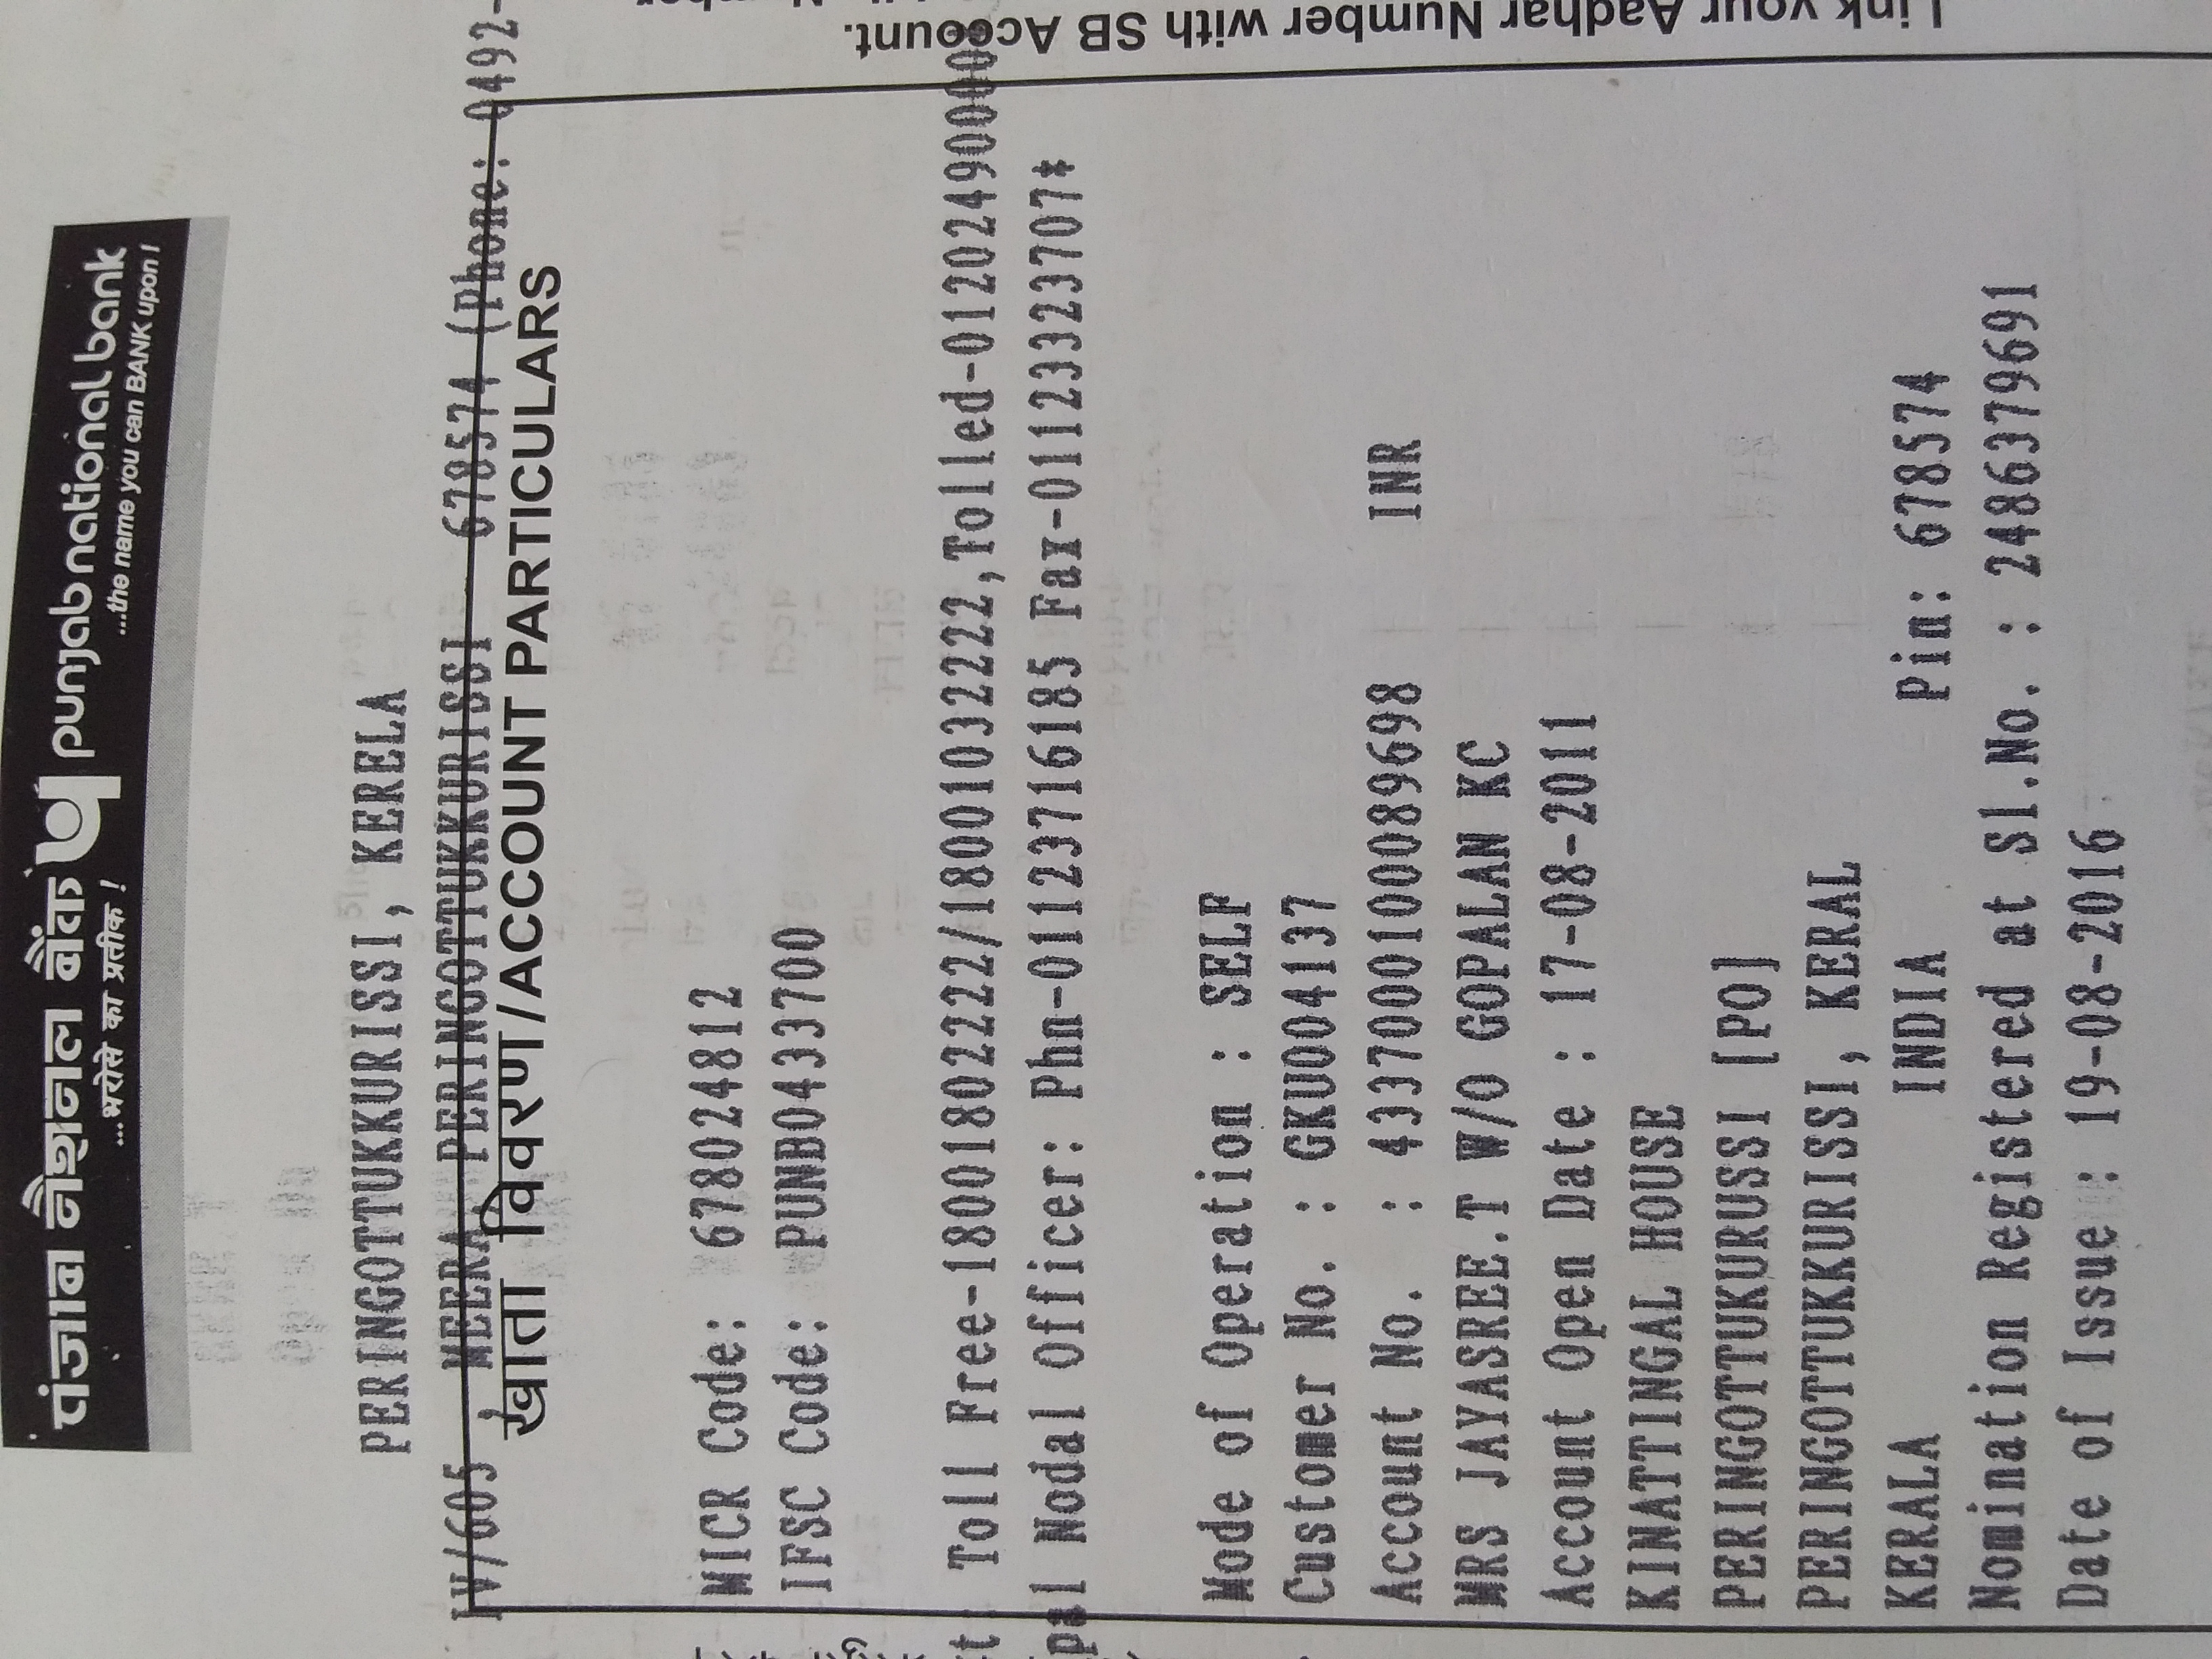 पंजाब नैशनल बैंक punjab national bank
...भरोसे का प्रतीक ! ...the name you can BANK upon !
PERINGOTTUKKURISSI, KERELA
IV/605 , MEERA, PERINGOTTUKKURISSI - 678574 (Phone: 0492-
खाता विवरण/ACCOUNT PARTICULARS
MICR Code: 678024812
IFSC Code: PUNB0433700
Toll Free-18001802222/18001032222,Tolled-01202490000
pal Nodal Officer: Phn-01123716185 Fax-01123323707*
Mode of Operation : SELF
Customer No. : GKU004137
Account No. : 4337000100089698 INR
MRS JAYASREE.T W/O GOPALAN KC
Account Open Date : 17-08-2011
KINATTINGAL HOUSE
PERINGOTTUKURUSSI [PO]
PERINGOTTUKKURISSI, KERAL
KERALA INDIA Pin: 678574
Nomination Registered at Sl.No. : 2486379691
Date of Issue : 19-08-2016
Link your Aadhar Number with SB Account.